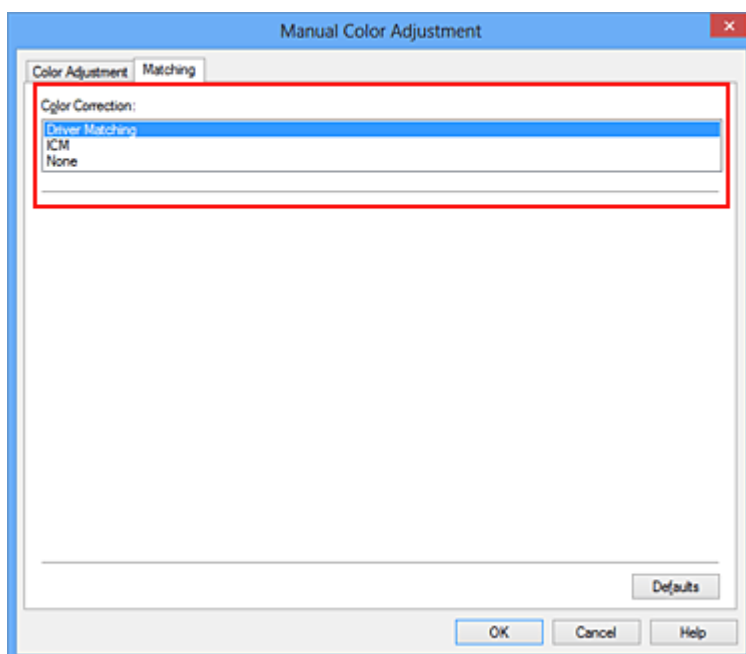 Manual Color Adjustment
Color Adjustment Matching
Color Correction:
Driver Matching
ICM
None
Defaults
OK Cancel Help